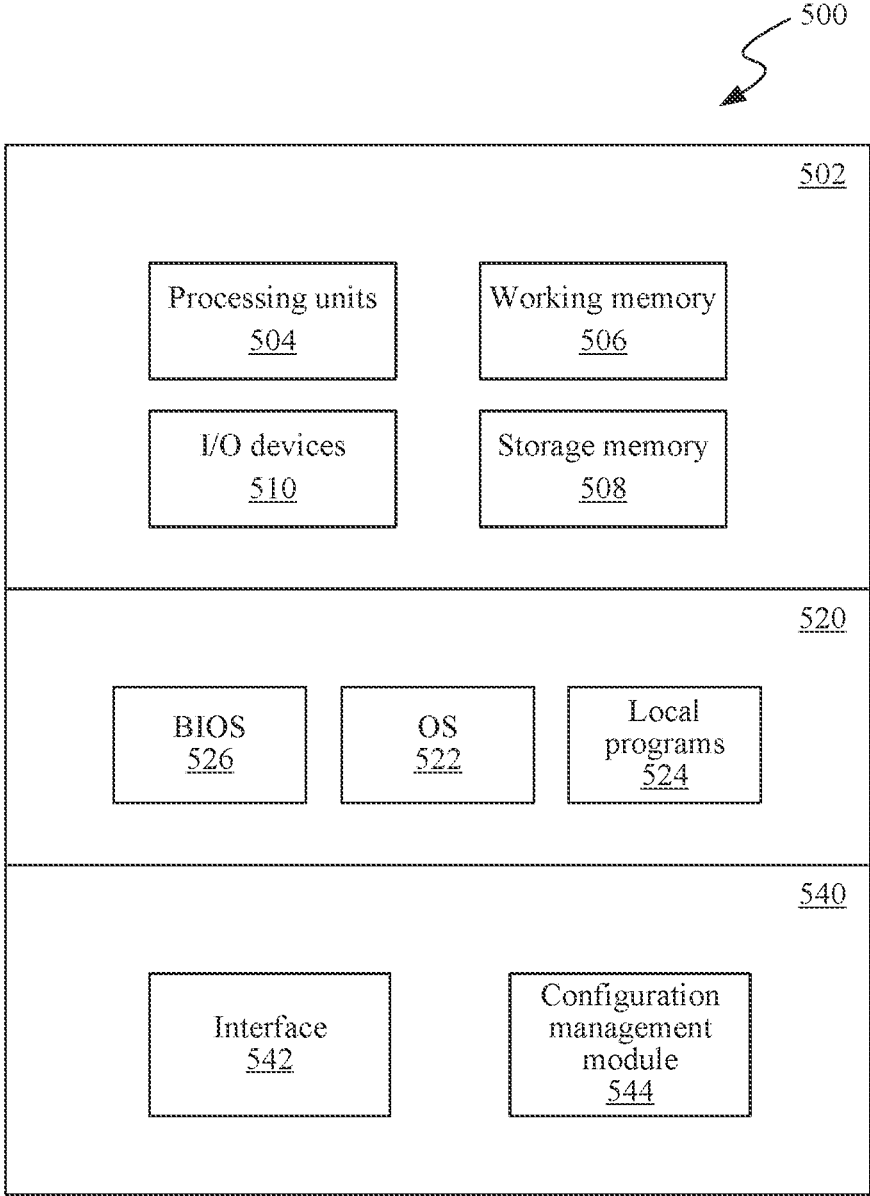 500
502
Processing units
504
Working memory
506
I/O devices
510
Storage memory
508
520
BIOS
526
OS
522
Local
programs
524
540
Interface
542
Configuration
management
module
544